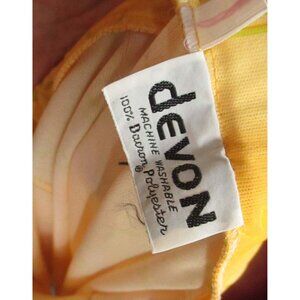 dEVON
MACHINE WASHABLE
100% Dacron® Polyester